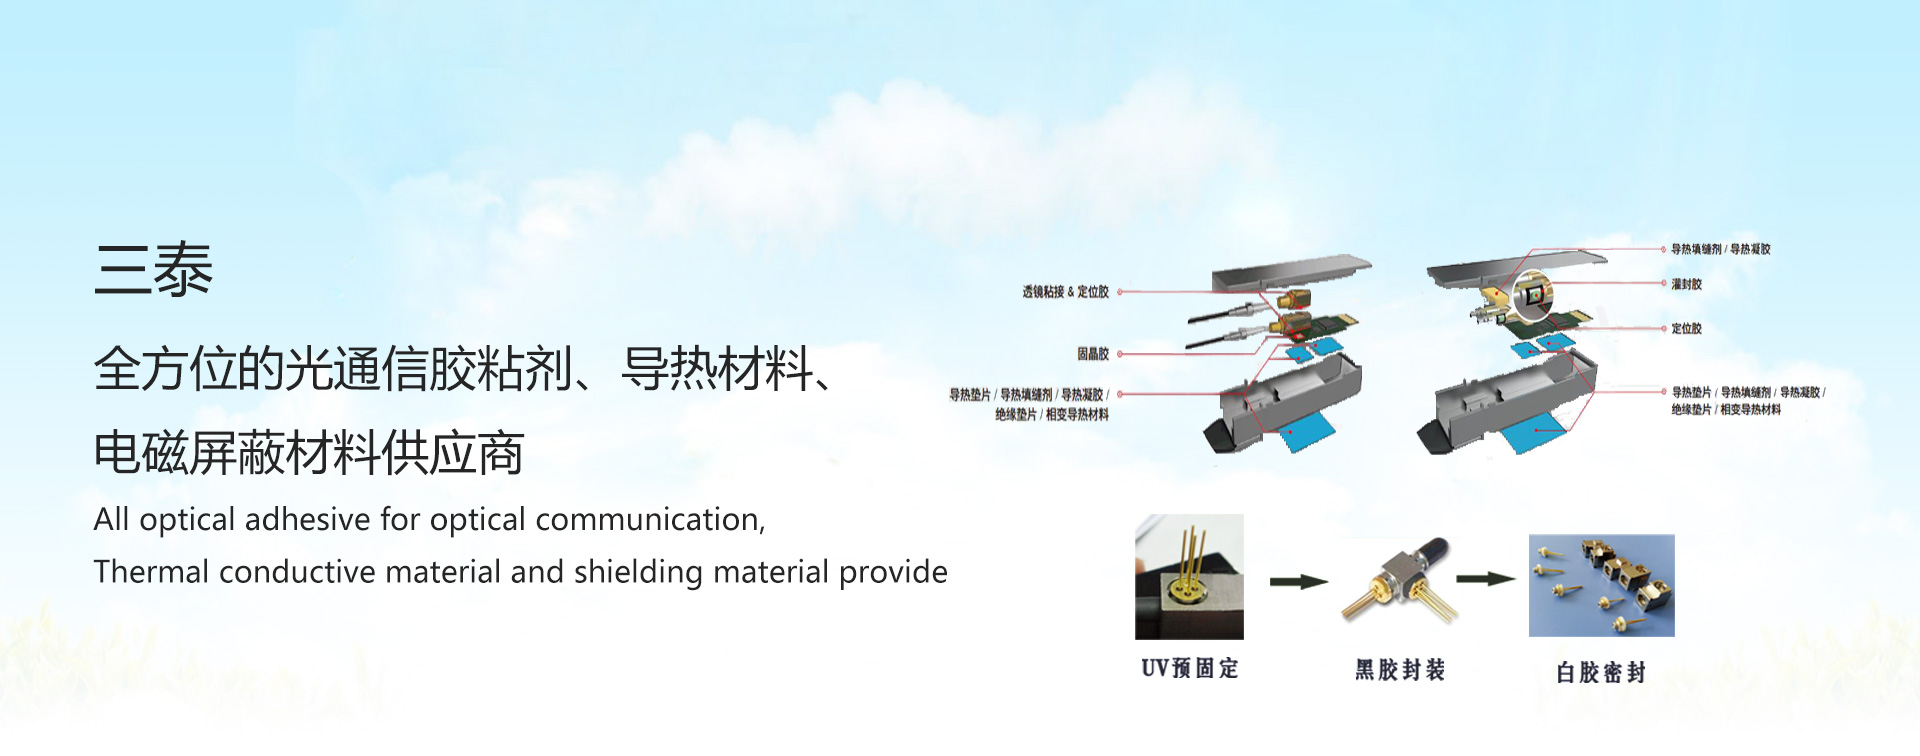 三泰
全方位的光通信胶粘剂、导热材料、
电磁屏蔽材料供应商
All optical adhesive for optical communication,
Thermal conductive material and shielding material provide
透镜粘接 & 定位胶
固晶胶
导热垫片 / 导热填缝剂 / 导热凝胶 /
绝缘垫片 / 相变导热材料
导热填缝剂 / 导热凝胶
灌封胶
定位胶
导热垫片 / 导热填缝剂 / 导热凝胶 /
绝缘垫片 / 相变导热材料
UV预固定
黑胶封装
白胶密封